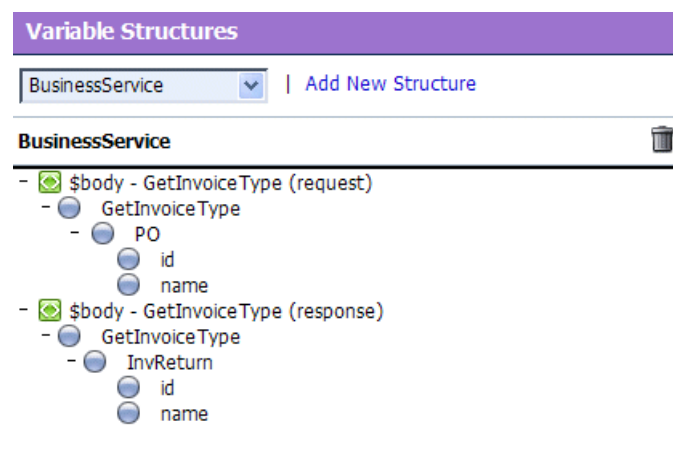 Variable Structures
BusinessService | Add New Structure
BusinessService
- $body - GetInvoiceType (request)
- GetInvoiceType
- PO
id
name
- $body - GetInvoiceType (response)
- GetInvoiceType
- InvReturn
id
name